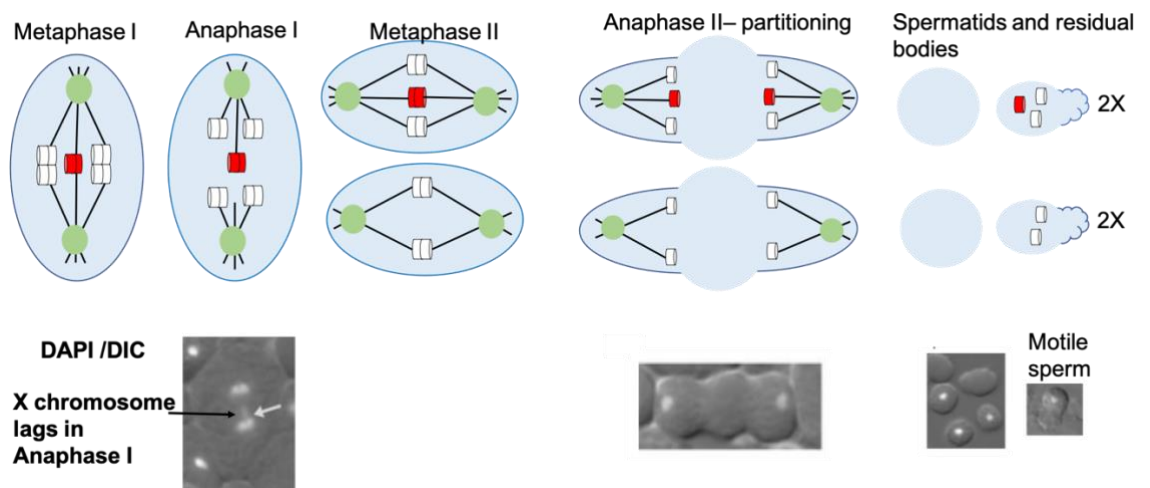 Metaphase I
Anaphase I
Metaphase II
Anaphase II– partitioning
Spermatids and residual
bodies
2X
2X
DAPI /DIC
X chromosome
lags in
Anaphase I
Motile
sperm